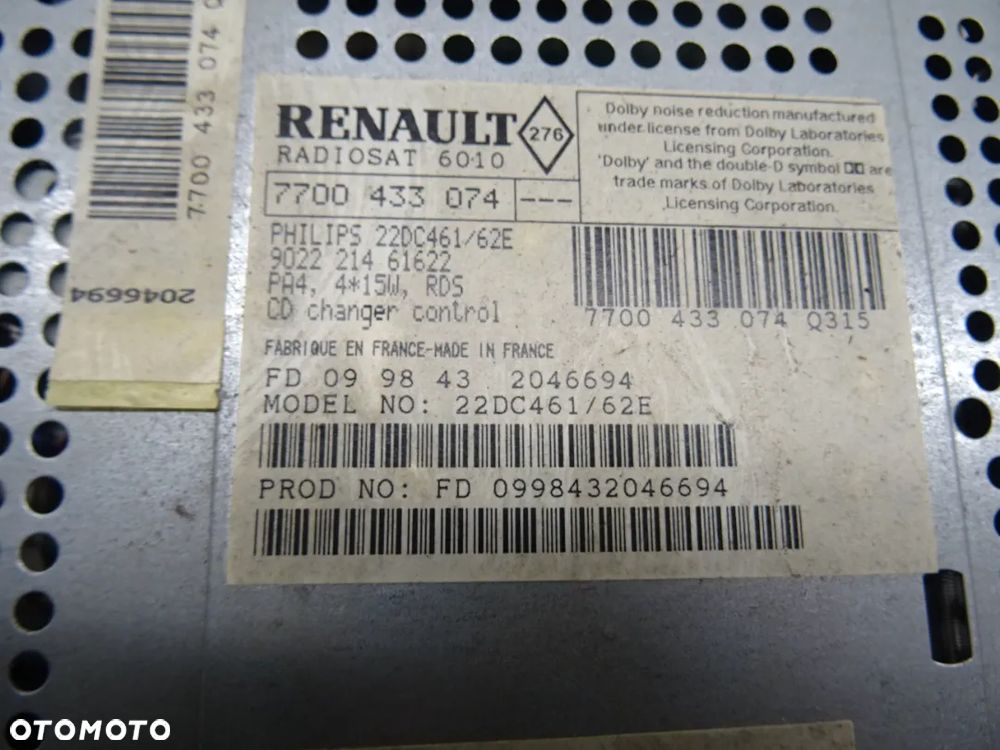 7700 433 074 Q
2046694
RENAULT 276
RADIOSAT 6010
7700 433 074 ---
Dolby noise reduction manufactured
under license from Dolby Laboratories
Licensing Corporation.
'Dolby' and the double-D symbol are
trade marks of Dolby Laboratories
Licensing Corporation.
PHILIPS 22DC461/62E
9022 214 61622
PA4, 4*15W, RDS
CD changer control
7700 433 074 Q315
FABRIQUE EN FRANCE-MADE IN FRANCE
FD 09 98 43 2046694
MODEL NO: 22DC461/62E
PROD NO: FD 0998432046694
OTOMOTO